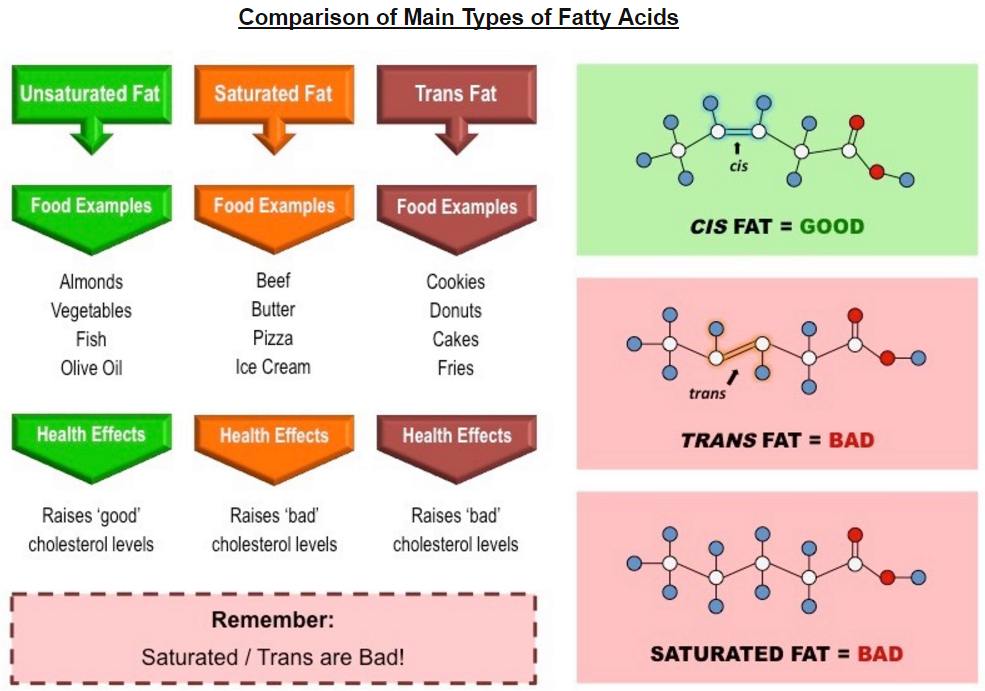 Comparison of Main Types of Fatty Acids
Unsaturated Fat
Food Examples
Almonds
Vegetables
Fish
Olive Oil
Health Effects
Raises ‘good’
cholesterol levels
Saturated Fat
Food Examples
Beef
Butter
Pizza
Ice Cream
Health Effects
Raises ‘bad’
cholesterol levels
Trans Fat
Food Examples
Cookies
Donuts
Cakes
Fries
Health Effects
Raises ‘bad’
cholesterol levels
Remember:
Saturated / Trans are Bad!
cis
CIS FAT = GOOD
trans
TRANS FAT = BAD
SATURATED FAT = BAD